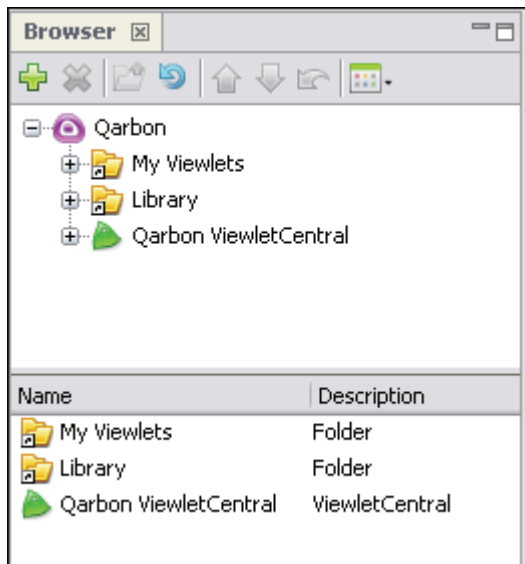 Browser
Qarbon
My Viewlets
Library
Qarbon ViewletCentral
Name Description
My Viewlets Folder
Library Folder
Qarbon ViewletCentral ViewletCentral